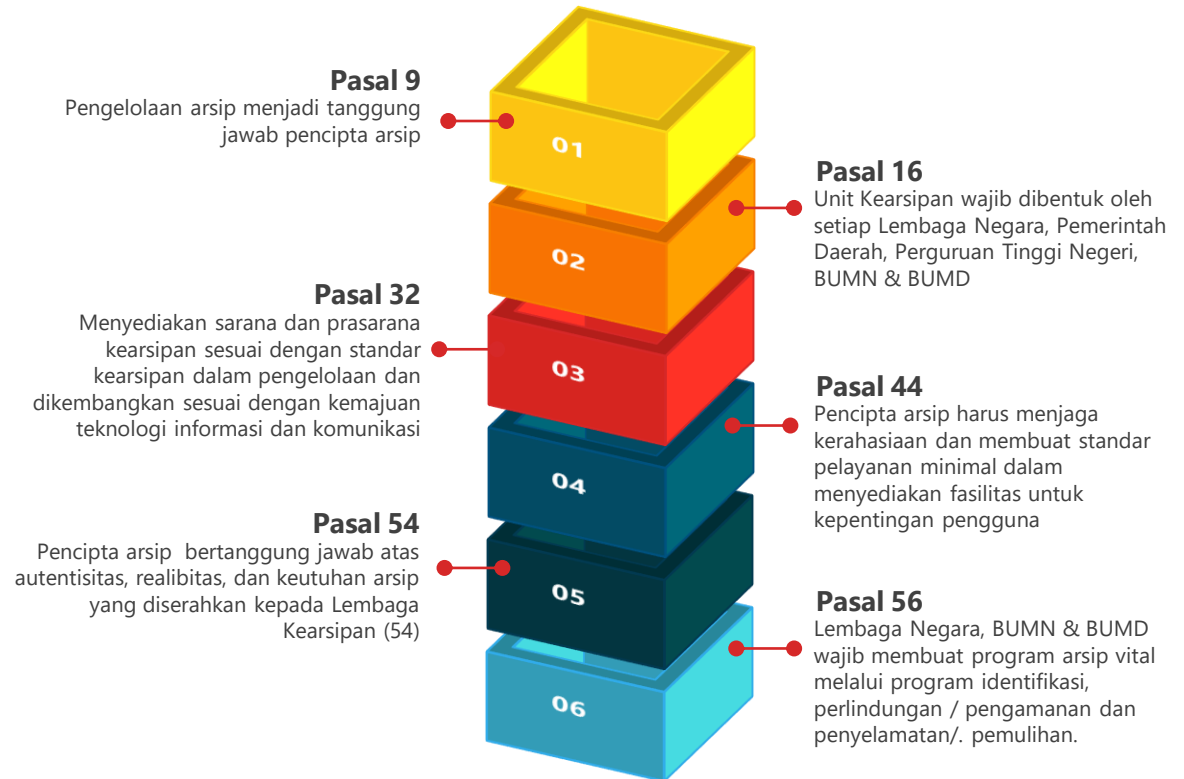 Pasal 9
Pengelolaan arsip menjadi tanggung
jawab pencipta arsip
01
Pasal 16
Unit Kearsipan wajib dibentuk oleh
setiap Lembaga Negara, Pemerintah
Daerah, Perguruan Tinggi Negeri,
BUMN & BUMD
02
Pasal 32
Menyediakan sarana dan prasarana
kearsipan sesuai dengan standar
kearsipan dalam pengelolaan dan
dikembangkan sesuai dengan kemajuan
teknologi informasi dan komunikasi
03
Pasal 44
Pencipta arsip harus menjaga
kerahasiaan dan membuat standar
pelayanan minimal dalam
menyediakan fasilitas untuk
kepentingan pengguna
04
Pasal 54
Pencipta arsip bertanggung jawab atas
autentisitas, realibitas, dan keutuhan arsip
yang diserahkan kepada Lembaga
Kearsipan (54)
05
Pasal 56
Lembaga Negara, BUMN & BUMD
wajib membuat program arsip vital
melalui program identifikasi,
perlindungan / pengamanan dan
penyelamatan/. pemulihan.
06